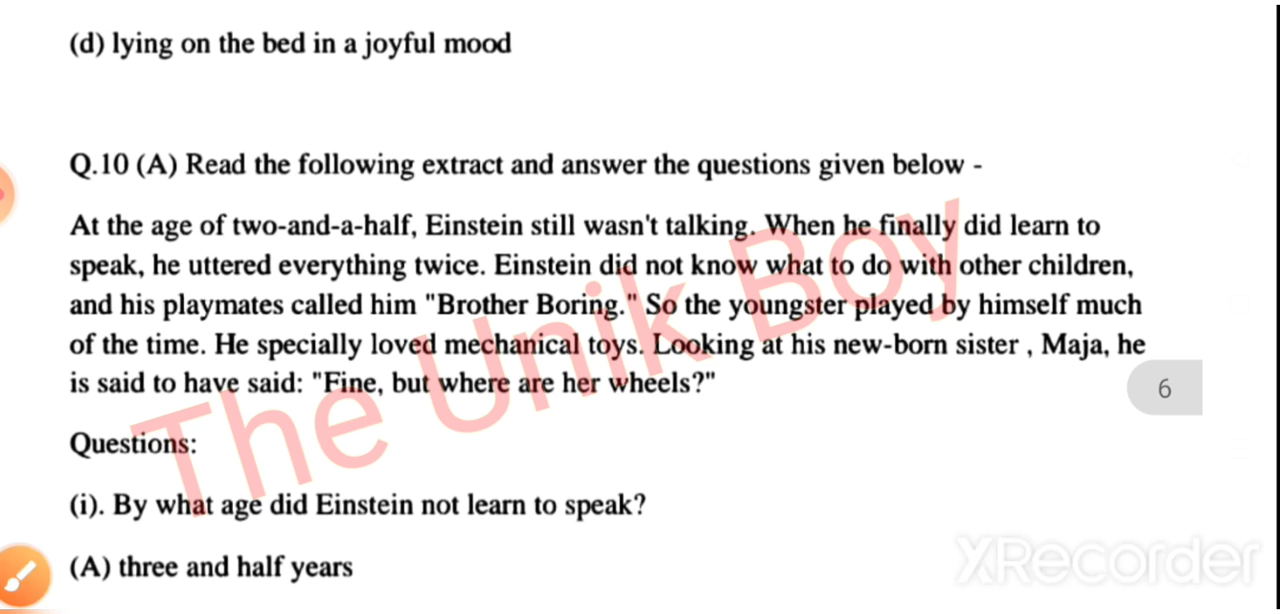 (d) lying on the bed in a joyful mood
Q.10 (A) Read the following extract and answer the questions given below -
At the age of two-and-a-half, Einstein still wasn't talking. When he finally did learn to
speak, he uttered everything twice. Einstein did not know what to do with other children,
and his playmates called him "Brother Boring." So the youngster played by himself much
of the time. He specially loved mechanical toys. Looking at his new-born sister , Maja, he
is said to have said: "Fine, but where are her wheels?"
6
Questions:
(i). By what age did Einstein not learn to speak?
(A) three and half years
The Unik Boy
XRecorder